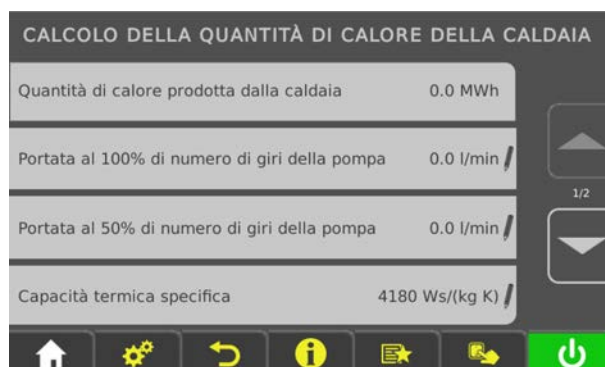 CALCOLO DELLA QUANTITÀ DI CALORE DELLA CALDAIA
Quantità di calore prodotta dalla caldaia 0.0 MWh
Portata al 100% di numero di giri della pompa 0.0 l/min
1/2
Portata al 50% di numero di giri della pompa 0.0 l/min
Capacità termica specifica 4180 Ws/(kg K)